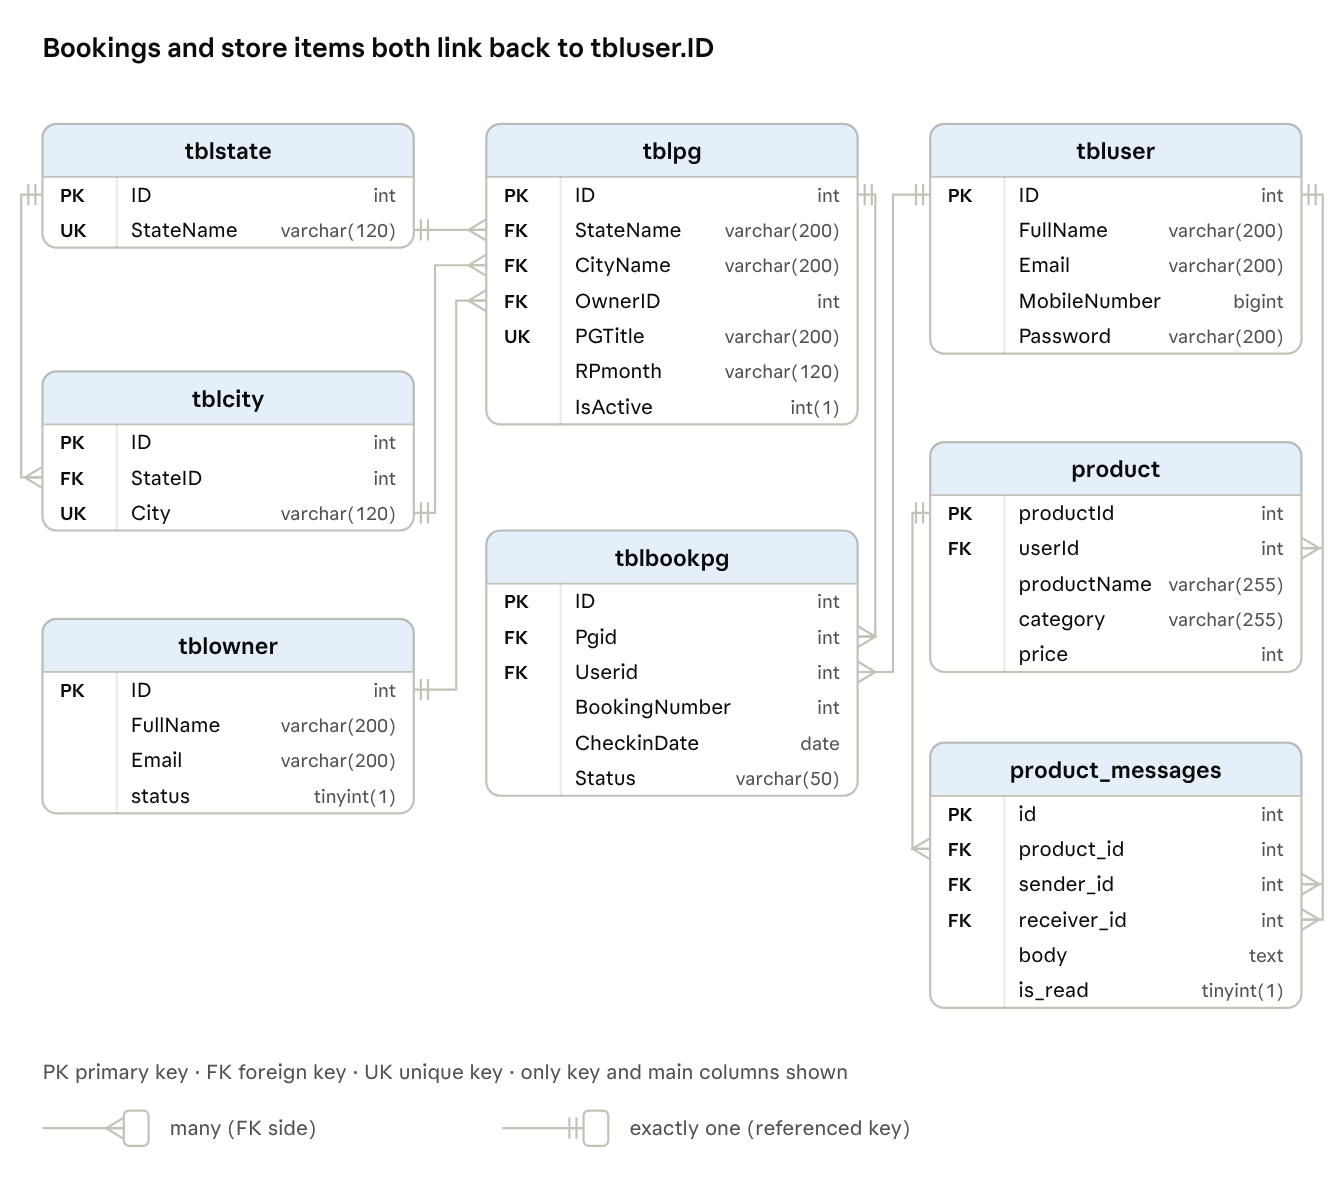 Bookings and store items both link back to tbluser.ID
tblstate
PK ID int
UK StateName varchar(120)
tblcity
PK ID int
FK StateID int
UK City varchar(120)
tblowner
PK ID int
FullName varchar(200)
Email varchar(200)
status tinyint(1)
tblpg
PK ID int
FK StateName varchar(200)
FK CityName varchar(200)
FK OwnerID int
UK PGTitle varchar(200)
RPmonth varchar(120)
IsActive int(1)
tblbookpg
PK ID int
FK Pgid int
FK Userid int
BookingNumber int
CheckinDate date
Status varchar(50)
tbluser
PK ID int
FullName varchar(200)
Email varchar(200)
MobileNumber bigint
Password varchar(200)
product
PK productId int
FK userId int
productName varchar(255)
category varchar(255)
price int
product_messages
PK id int
FK product_id int
FK sender_id int
FK receiver_id int
body text
is_read tinyint(1)
PK primary key · FK foreign key · UK unique key · only key and main columns shown
many (FK side)
exactly one (referenced key)